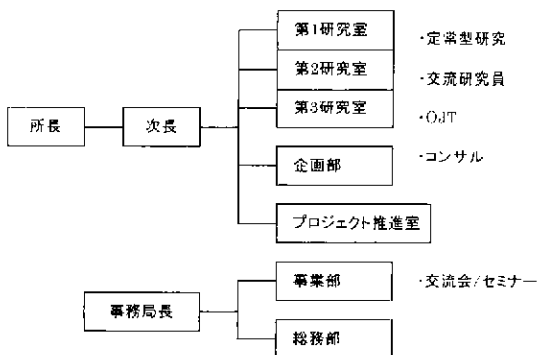 第1研究室
・定常型研究
第2研究室
・交流研究員
第3研究室
・OJT
所長
次長
企画部
・コンサル
プロジェクト推進室
事業部
・交流会/セミナー
事務局長
総務部